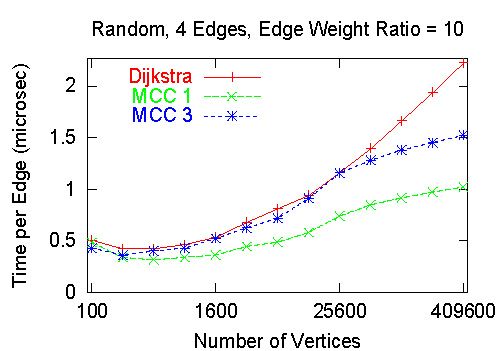 Random, 4 Edges, Edge Weight Ratio = 10
Time per Edge (microsec)
2
1.5
1
0.5
0
Dijkstra
MCC 1
MCC 3
100 1600 25600 409600
Number of Vertices